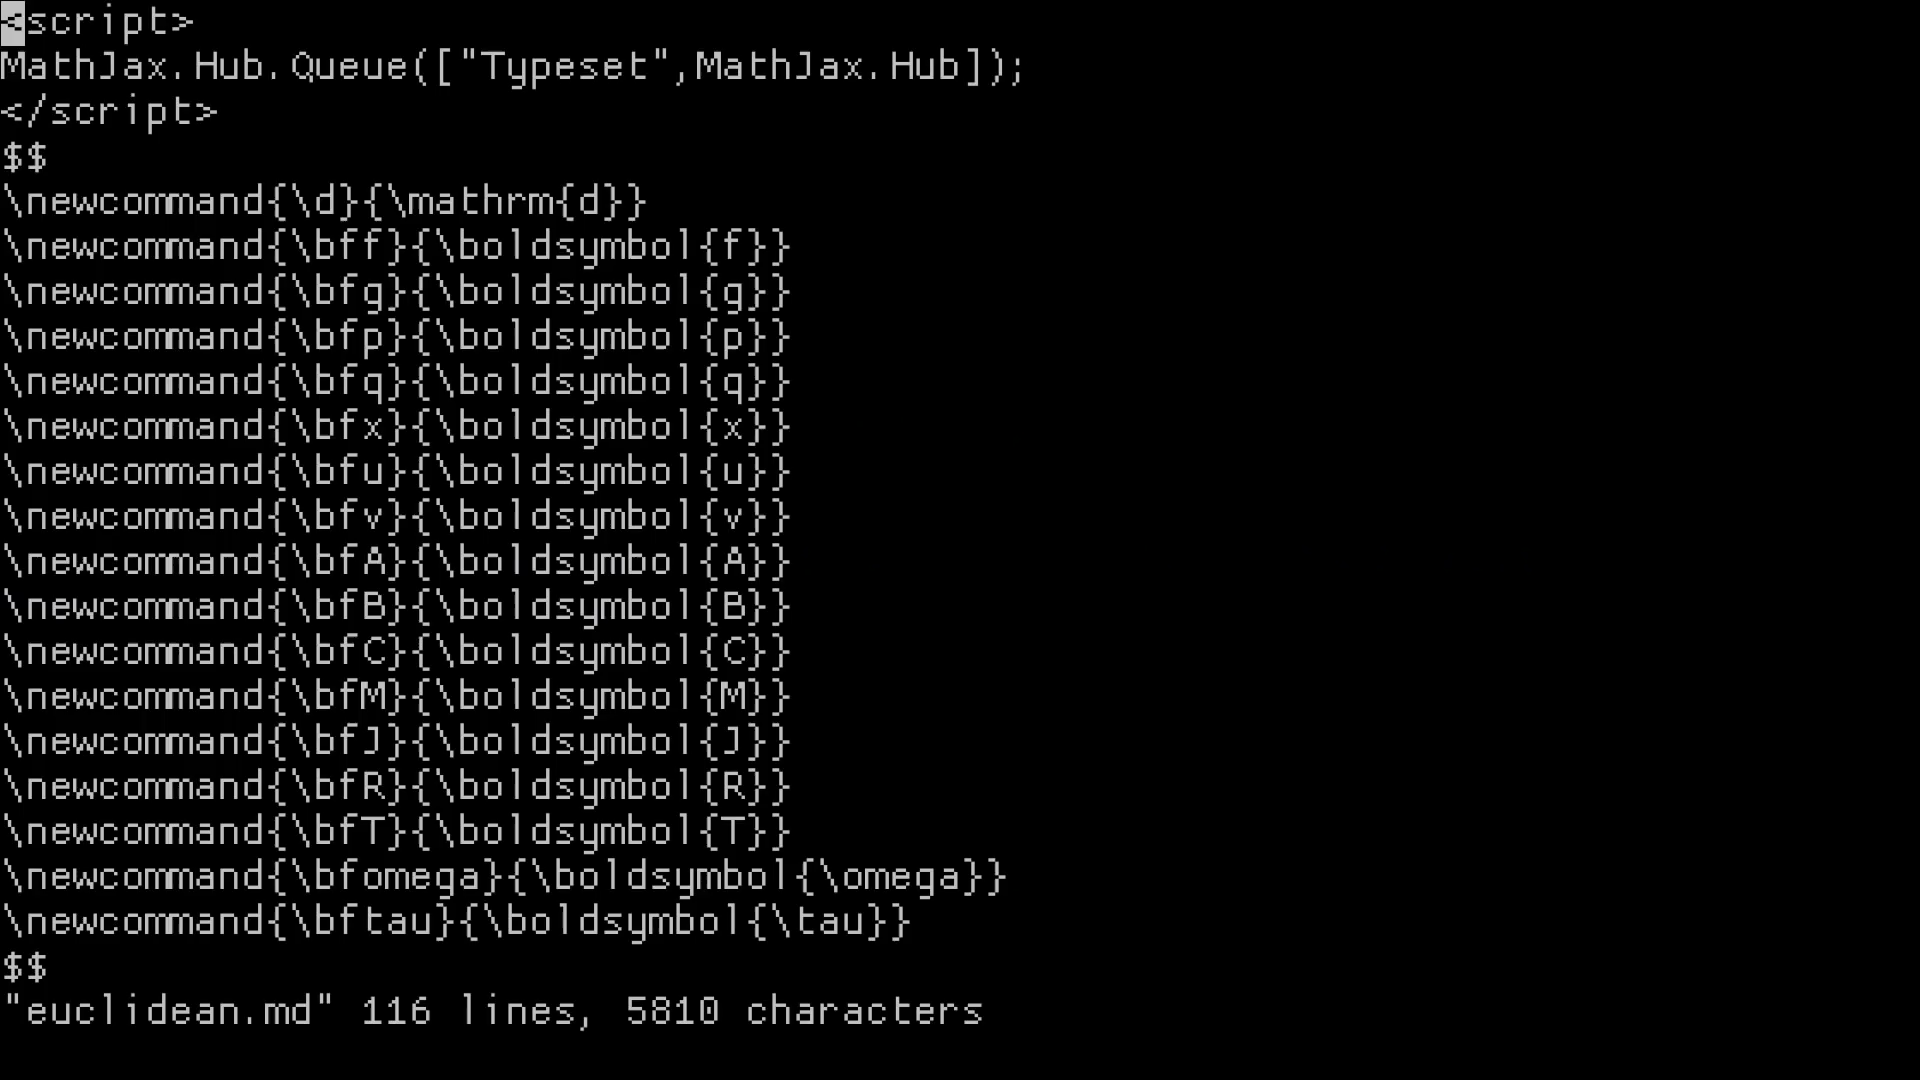 <script>
MathJax.Hub.Queue(["Typeset",MathJax.Hub]);
</script>
$$
\newcommand{\d}{\mathrm{d}}
\newcommand{\bff}{\boldsymbol{f}}
\newcommand{\bfg}{\boldsymbol{g}}
\newcommand{\bfp}{\boldsymbol{p}}
\newcommand{\bfq}{\boldsymbol{q}}
\newcommand{\bfx}{\boldsymbol{x}}
\newcommand{\bfu}{\boldsymbol{u}}
\newcommand{\bfv}{\boldsymbol{v}}
\newcommand{\bfA}{\boldsymbol{A}}
\newcommand{\bfB}{\boldsymbol{B}}
\newcommand{\bfC}{\boldsymbol{C}}
\newcommand{\bfM}{\boldsymbol{M}}
\newcommand{\bfJ}{\boldsymbol{J}}
\newcommand{\bfR}{\boldsymbol{R}}
\newcommand{\bfT}{\boldsymbol{T}}
\newcommand{\bfomega}{\boldsymbol{\omega}}
\newcommand{\bftau}{\boldsymbol{\tau}}
$$
"euclidean.md" 116 lines, 5810 characters